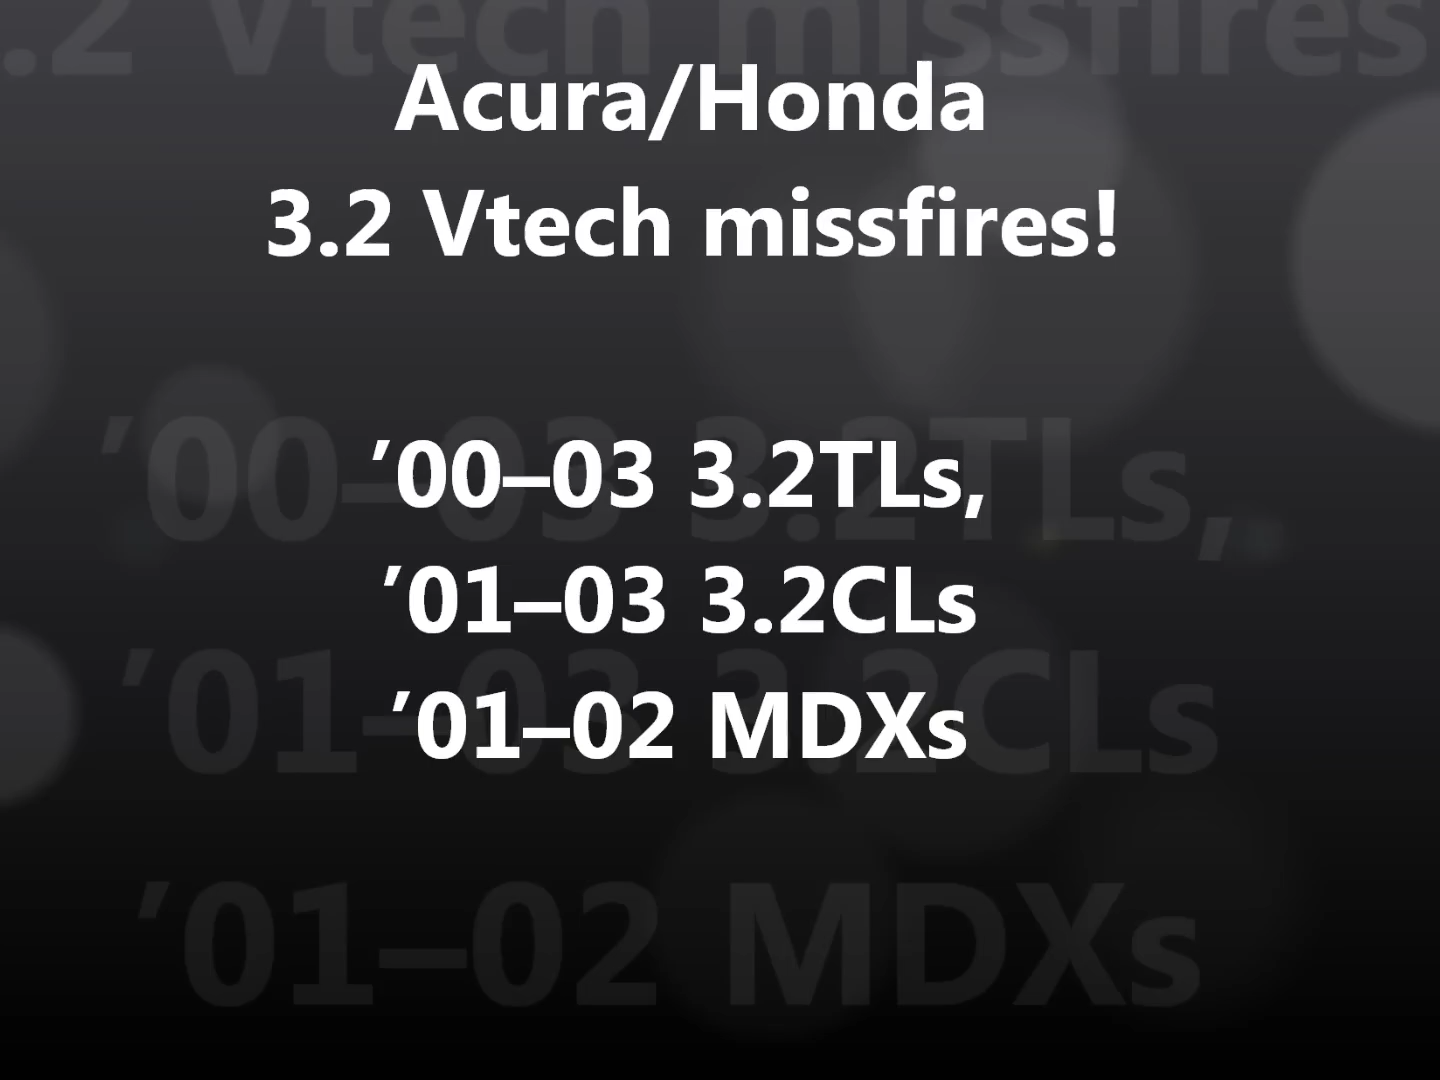 Acura/Honda
3.2 Vtech missfires!
’00–03 3.2TLs,
’01–03 3.2CLs
’01–02 MDXs